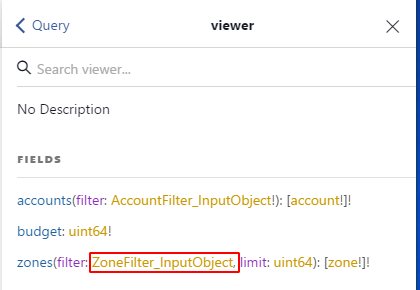 Query
viewer
Search viewer...
No Description
FIELDS
accounts(filter: AccountFilter_InputObject!): [account!]!
budget: uint64!
zones(filter: ZoneFilter_InputObject, limit: uint64): [zone!]!